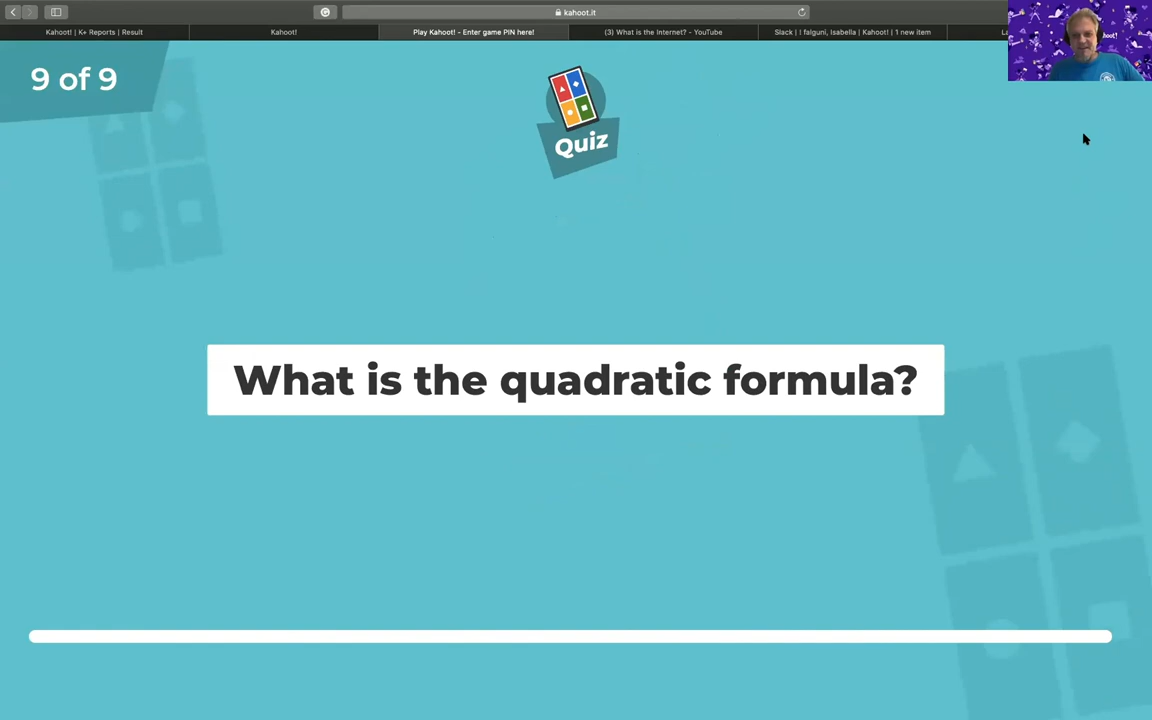 kahoot.it
Kahoot! | K+ Reports | Result
Kahoot!
Play Kahoot! - Enter game PIN here!
(3) What is the Internet? - YouTube
Slack | ! falguni, Isabella | Kahoot! | 1 new item
9 of 9
Quiz
What is the quadratic formula?